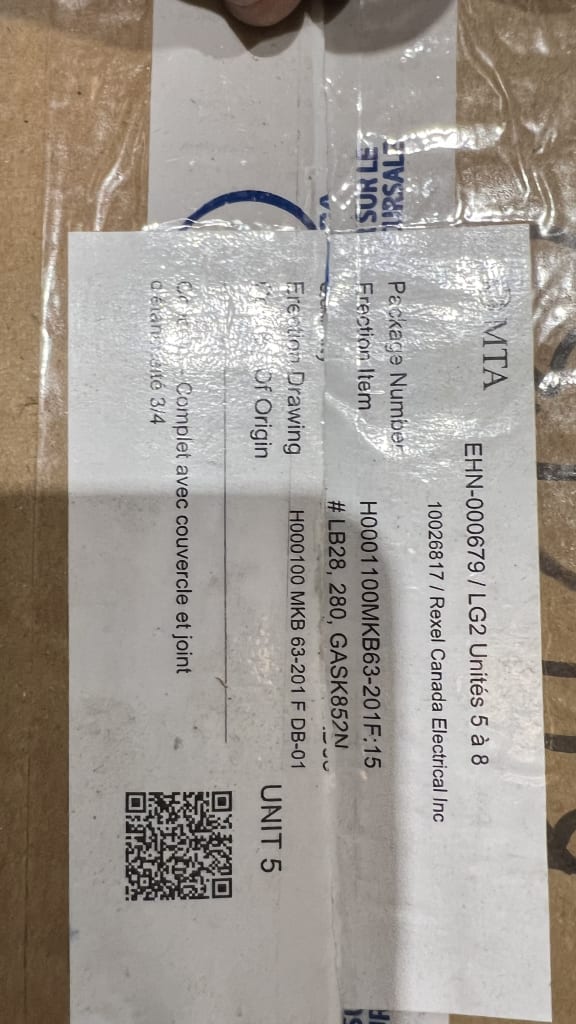 MTA
EHN-000679 / LG2 Unités 5 à 8
10026817 / Rexel Canada Electrical Inc
Package Number
Erection Item H0001100MKB63-201F:15
# LB28, 280, GASK852N
Erection Drawing H000100 MKB 63-201 F DB-01
Of Origin
UNIT 5
Complet avec couvercle et joint
3/4
SUR LE